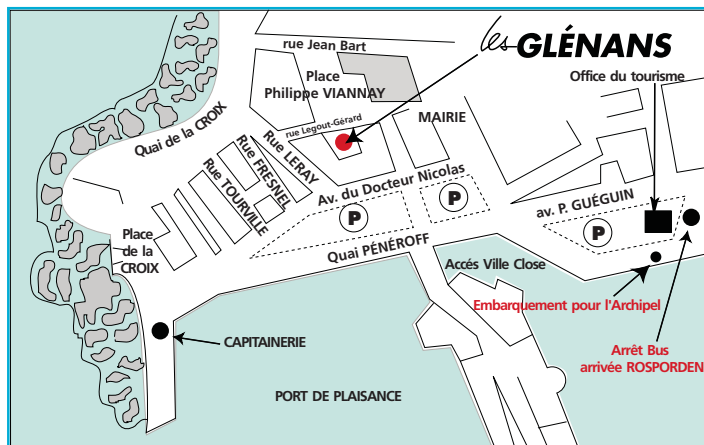 les GLÉNANS
rue Jean Bart
Office du tourisme
Place
Philippe VIANNAY
rue Legout-Gérard
MAIRIE
Quai de la CROIX
Rue LERAY
Rue FRESNEL
Rue TOURVILLE
Av. du Docteur Nicolas
av. P. GUÉGUIN
P
P
P
Place
de la
CROIX
Quai PÉNÉROFF
Accés Ville Close
Embarquement pour l'Archipel
CAPITAINERIE
Arrêt Bus
arrivée ROSPORDEN
PORT DE PLAISANCE